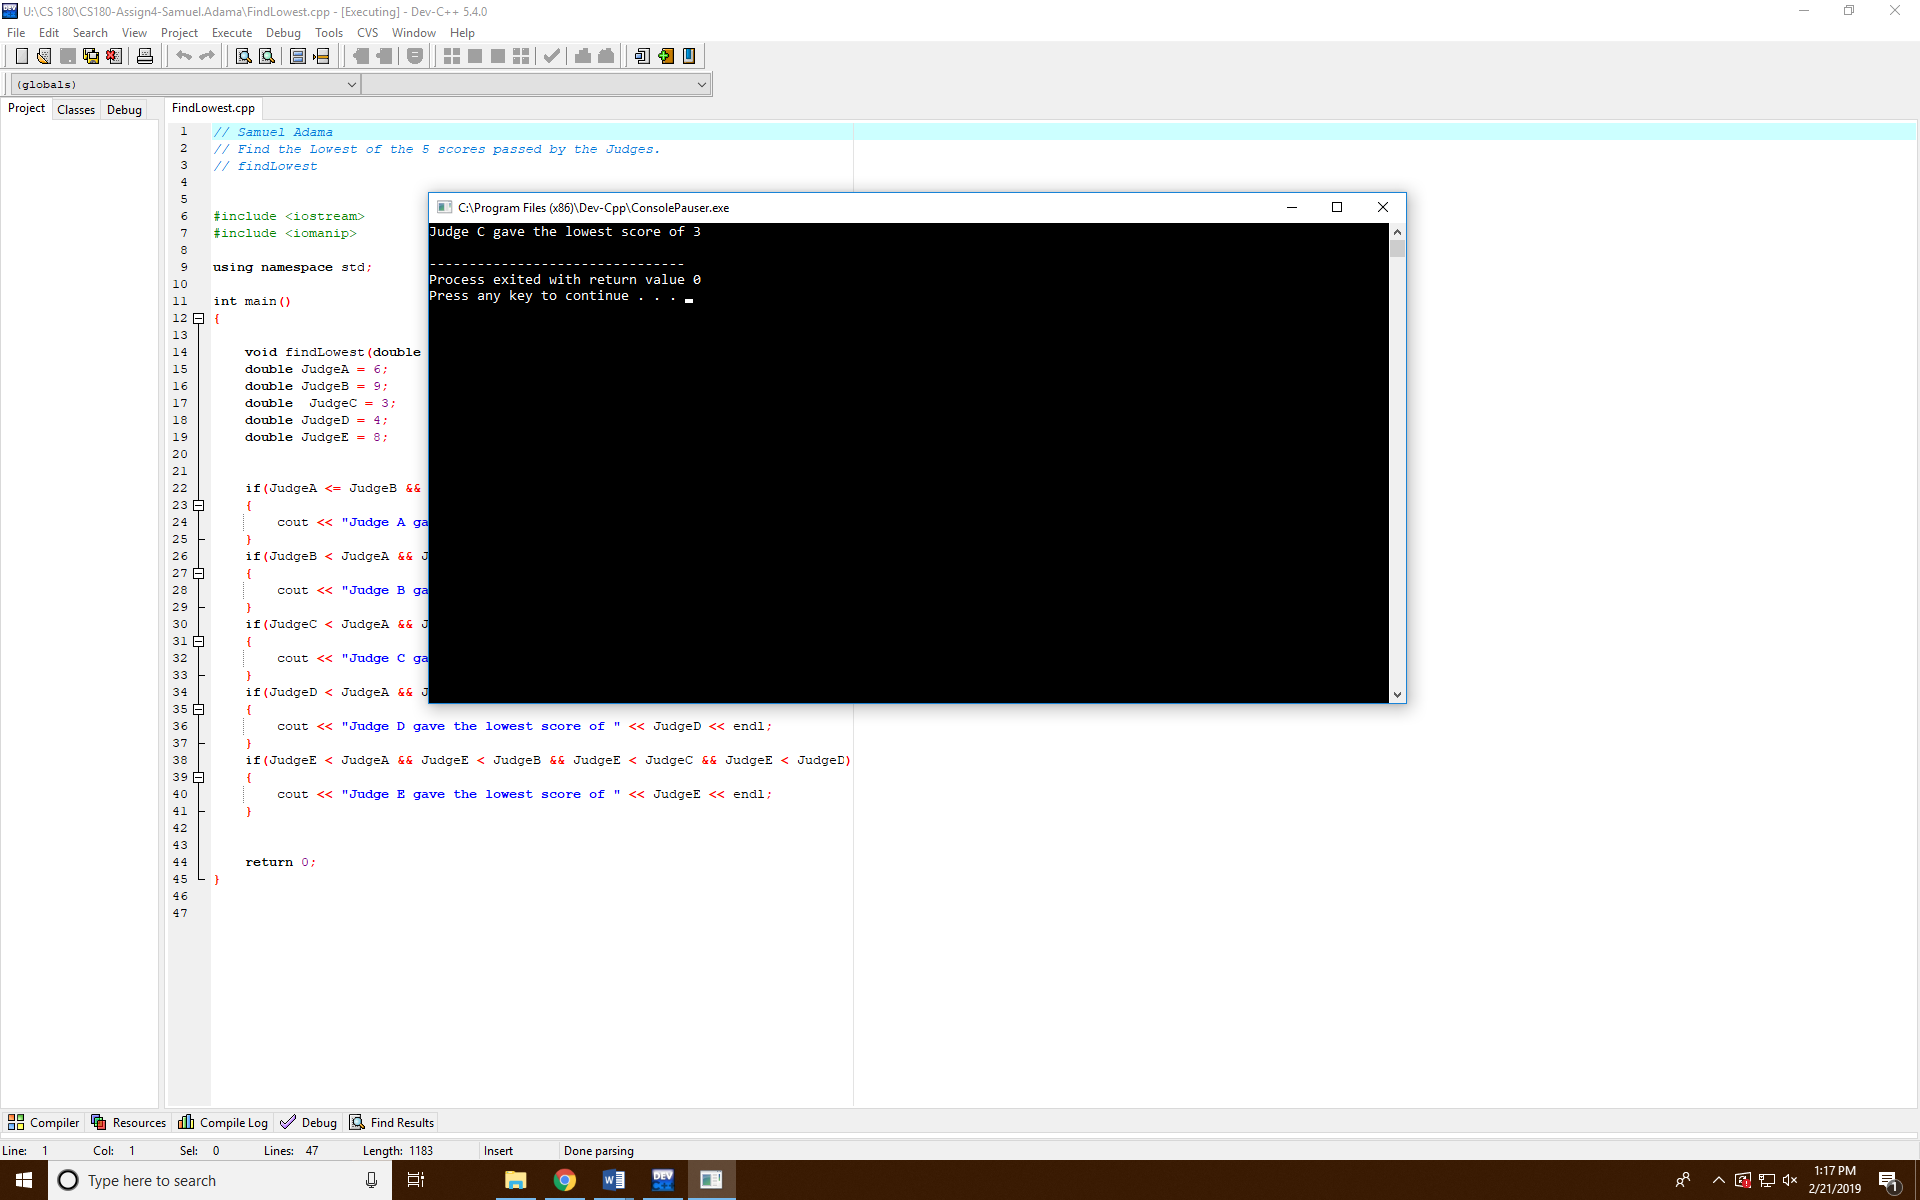 U:\CS 180\CS180-Assign4-Samuel.Adama\FindLowest.cpp - [Executing] - Dev-C++ 5.4.0
File Edit Search View Project Execute Debug Tools CVS Window Help
(globals)
Project Classes Debug
FindLowest.cpp
1 // Samuel Adama
2 // Find the Lowest of the 5 scores passed by the Judges.
3 // findLowest
4
5
6 #include <iostream>
7 #include <iomanip>
8
9 using namespace std;
10
11 int main()
12 {
13
14 void findLowest(double
15 double JudgeA = 6;
16 double JudgeB = 9;
17 double  JudgeC = 3;
18 double JudgeD = 4;
19 double JudgeE = 8;
20
21
22 if(JudgeA <= JudgeB &&
23 {
24 cout << "Judge A ga
25 }
26 if(JudgeB < JudgeA && J
27 {
28 cout << "Judge B ga
29 }
30 if(JudgeC < JudgeA && J
31 {
32 cout << "Judge C ga
33 }
34 if(JudgeD < JudgeA && J
35 {
36 cout << "Judge D gave the lowest score of " << JudgeD << endl;
37 }
38 if(JudgeE < JudgeA && JudgeE < JudgeB && JudgeE < JudgeC && JudgeE < JudgeD)
39 {
40 cout << "Judge E gave the lowest score of " << JudgeE << endl;
41 }
42
43
44 return 0;
45 }
46
47
C:\Program Files (x86)\Dev-Cpp\ConsolePauser.exe
Judge C gave the lowest score of 3
--------------------------------
Process exited with return value 0
Press any key to continue . . .
Compiler Resources Compile Log Debug Find Results
Line: 1 Col: 1 Sel: 0 Lines: 47 Length: 1183 Insert Done parsing
Type here to search
DEV
1:17 PM
2/21/2019
1